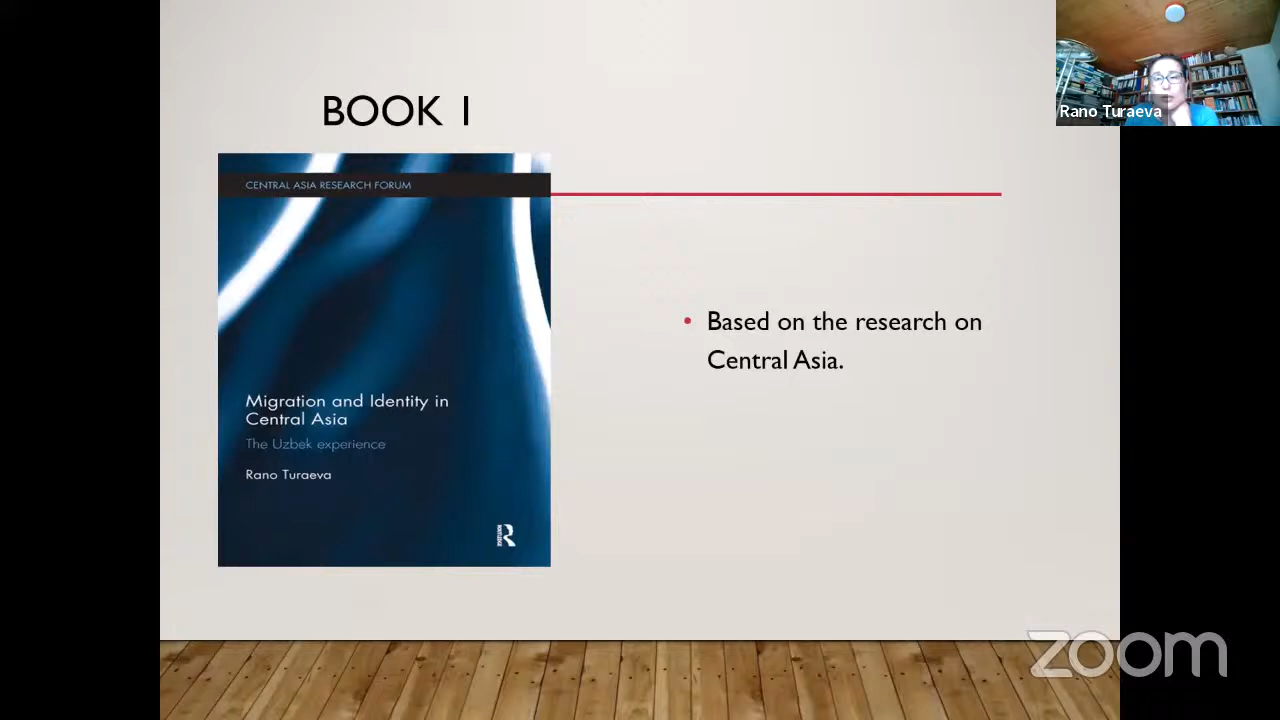 BOOK 1
CENTRAL ASIA RESEARCH FORUM
Migration and Identity in
Central Asia
The Uzbek experience
Rano Turaeva
R
ROUTLEDGE
• Based on the research on
Central Asia.
Rano Turaeva
zoom